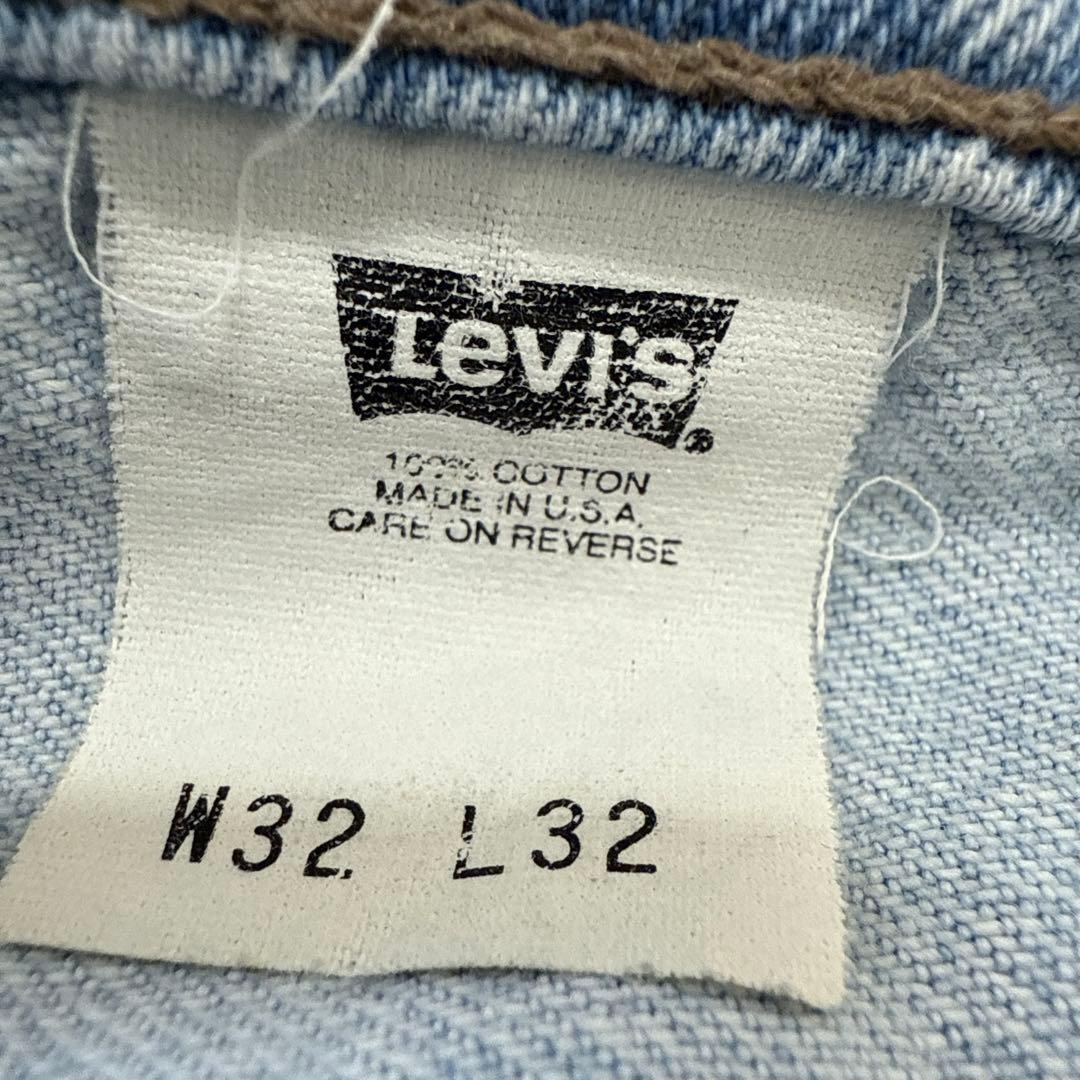 Levi's®
100% COTTON
MADE IN U.S.A.
CARE ON REVERSE
W32 L32